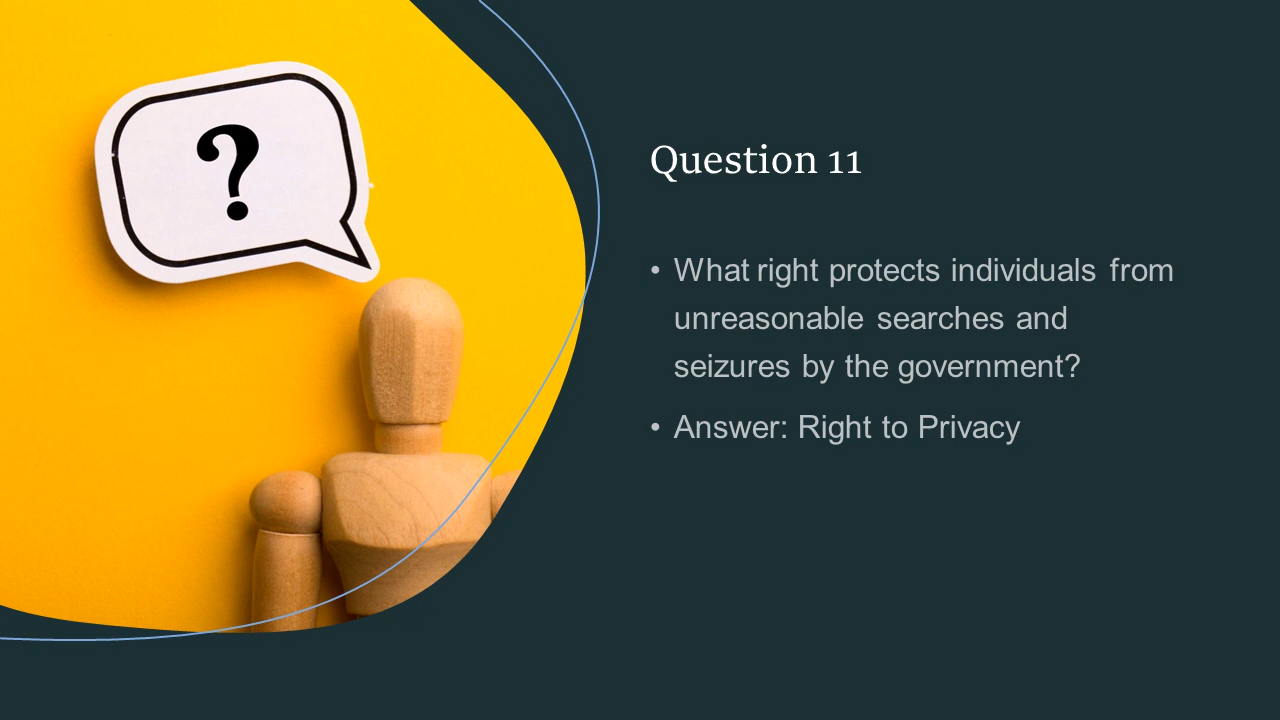 ?
Question 11
• What right protects individuals from
unreasonable searches and
seizures by the government?
• Answer: Right to Privacy